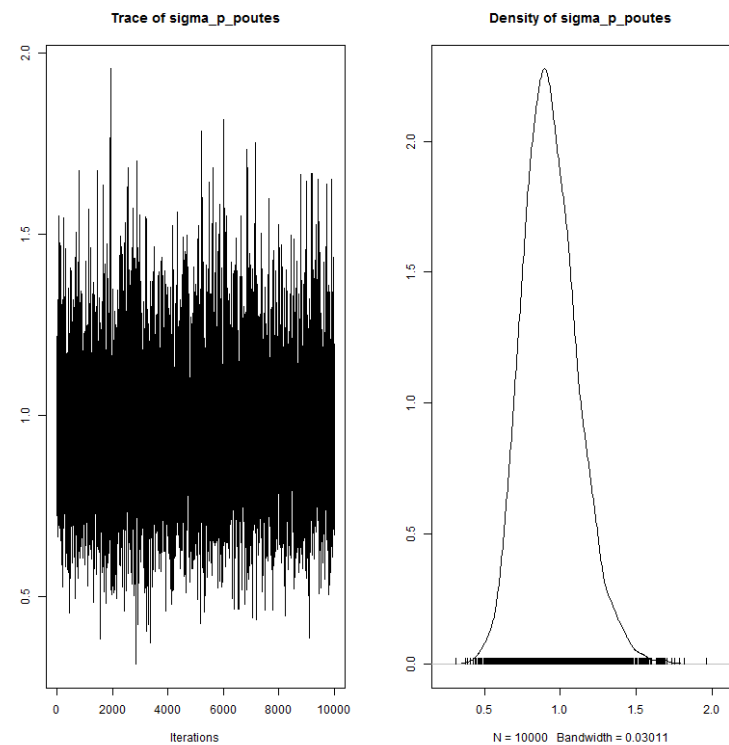 Trace of sigma_p_poutes
Density of sigma_p_poutes
2.0
1.5
1.0
0.5
0 2000 4000 6000 8000 10000
Iterations
2.0
1.5
1.0
0.5
0.0
0.5 1.0 1.5 2.0
N = 10000 Bandwidth = 0.03011